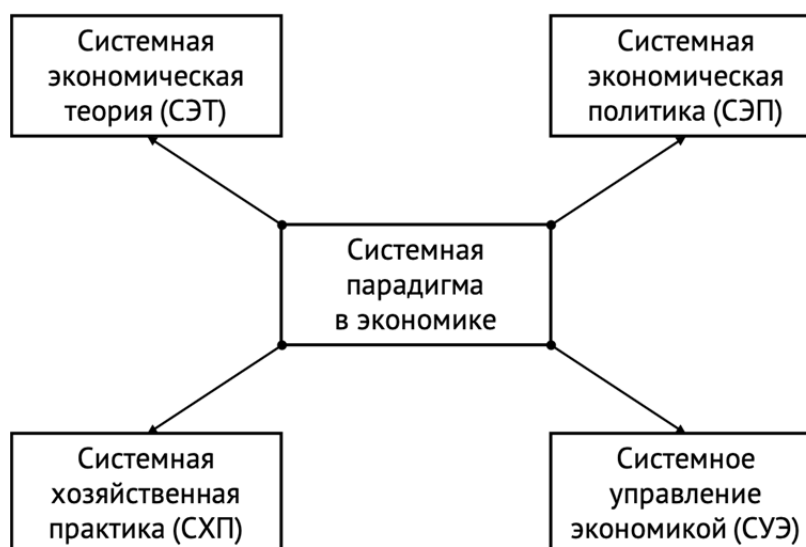 Системная
экономическая
теория (СЭТ)
Системная
экономическая
политика (СЭП)
Системная
парадигма
в экономике
Системная
хозяйственная
практика (СХП)
Системное
управление
экономикой (СУЭ)